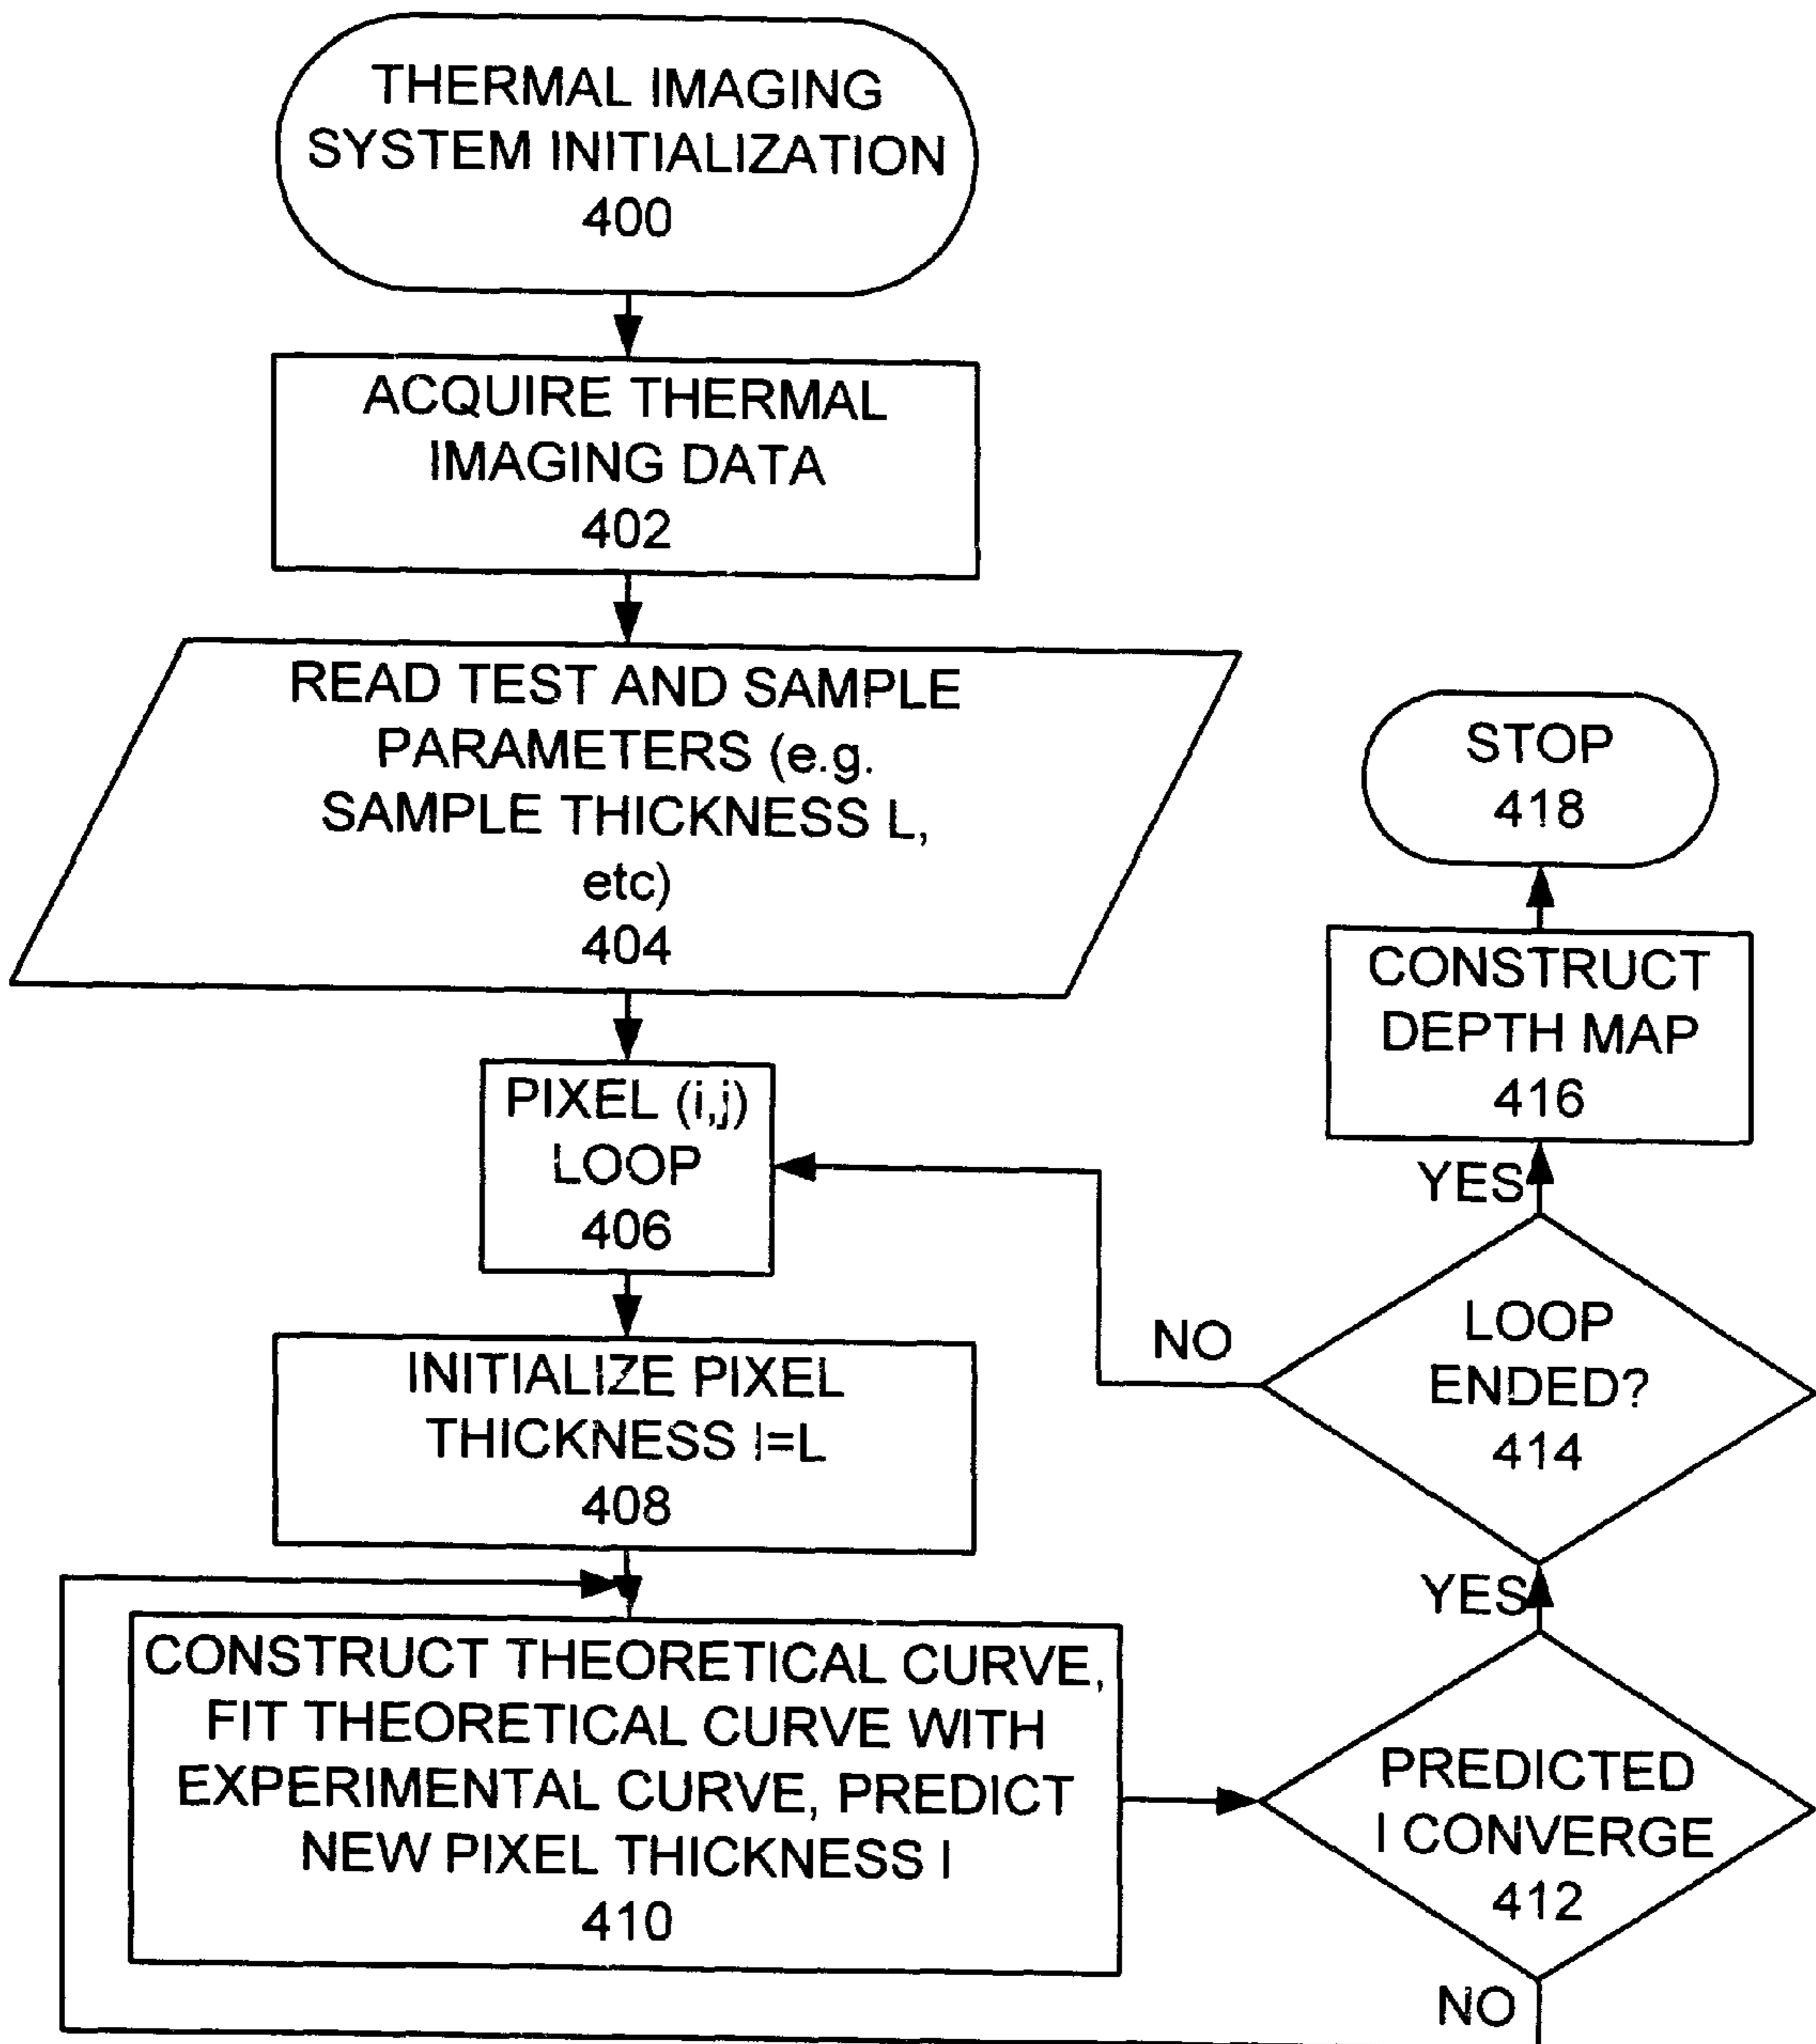 THERMAL IMAGING
SYSTEM INITIALIZATION
400
ACQUIRE THERMAL
IMAGING DATA
402
READ TEST AND SAMPLE
PARAMETERS (e.g.
SAMPLE THICKNESS L,
etc)
404
PIXEL (i,j)
LOOP
406
INITIALIZE PIXEL
THICKNESS l=L
408
CONSTRUCT THEORETICAL CURVE,
FIT THEORETICAL CURVE WITH
EXPERIMENTAL CURVE, PREDICT
NEW PIXEL THICKNESS l
410
PREDICTED
l CONVERGE
412
NO
YES
LOOP
ENDED?
414
NO
YES
CONSTRUCT
DEPTH MAP
416
STOP
418